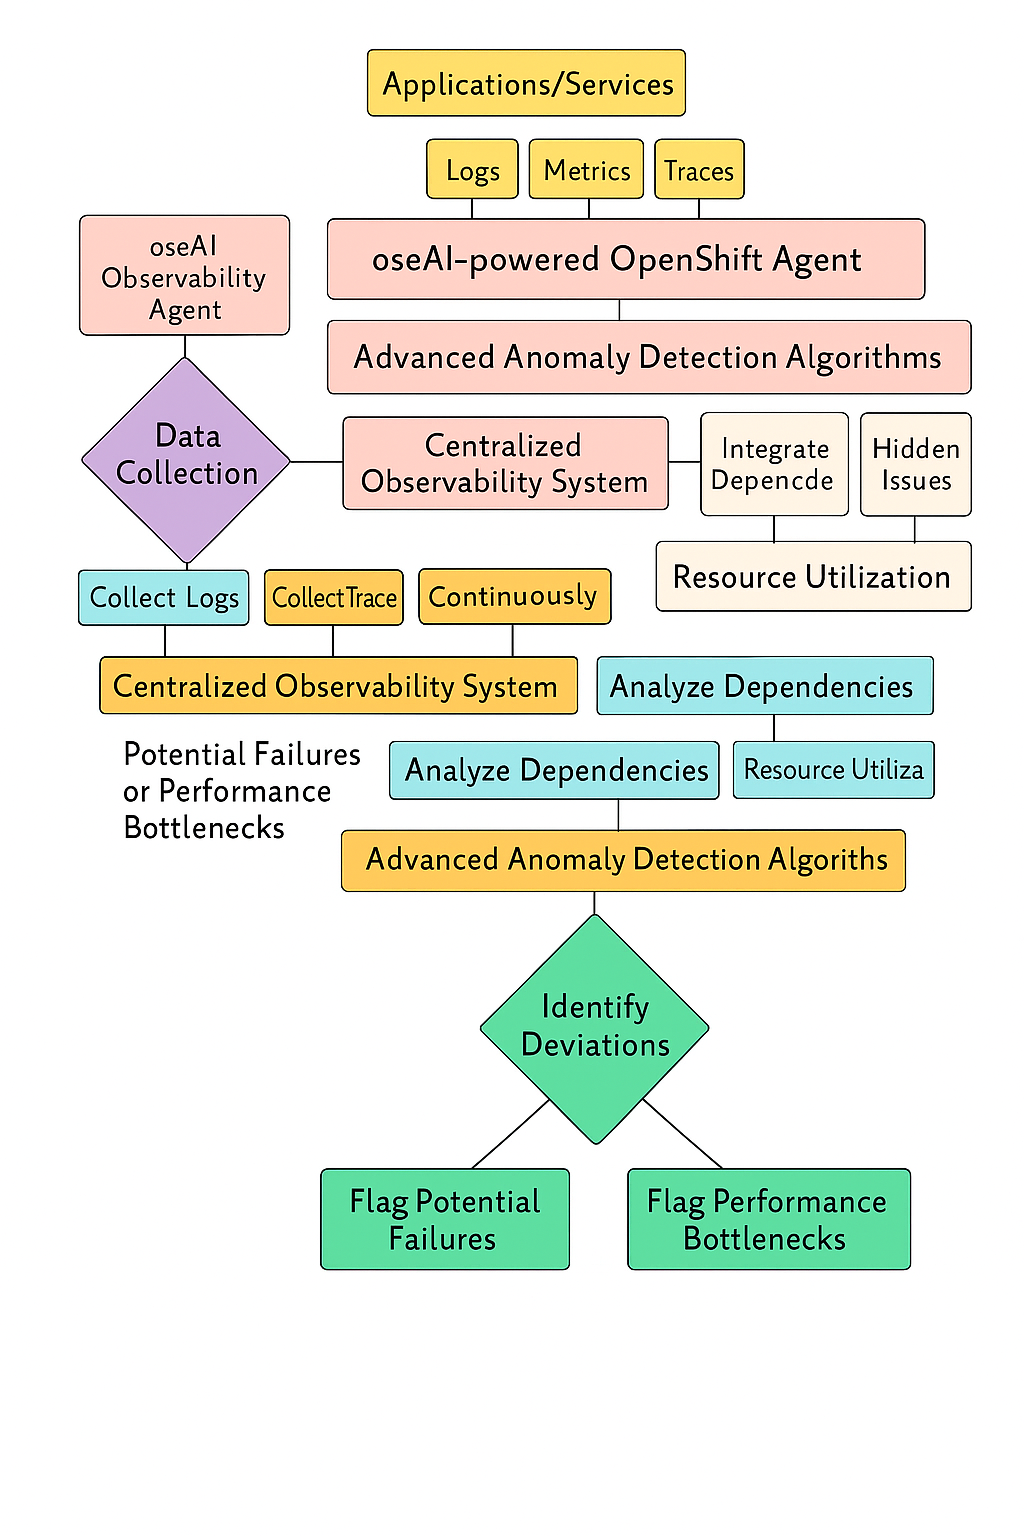 Applications/Services
Logs
Metrics
Traces
oseAI
Observability
Agent
oseAI-powered OpenShift Agent
Advanced Anomaly Detection Algorithms
Data
Collection
Centralized
Observability System
Integrate
Depencde
Hidden
Issues
Resource Utilization
Collect Logs
CollectTrace
Continuously
Centralized Observability System
Analyze Dependencies
Potential Failures
or Performance
Bottlenecks
Analyze Dependencies
Resource Utiliza
Advanced Anomaly Detection Algoriths
Identify
Deviations
Flag Potential
Failures
Flag Performance
Bottlenecks